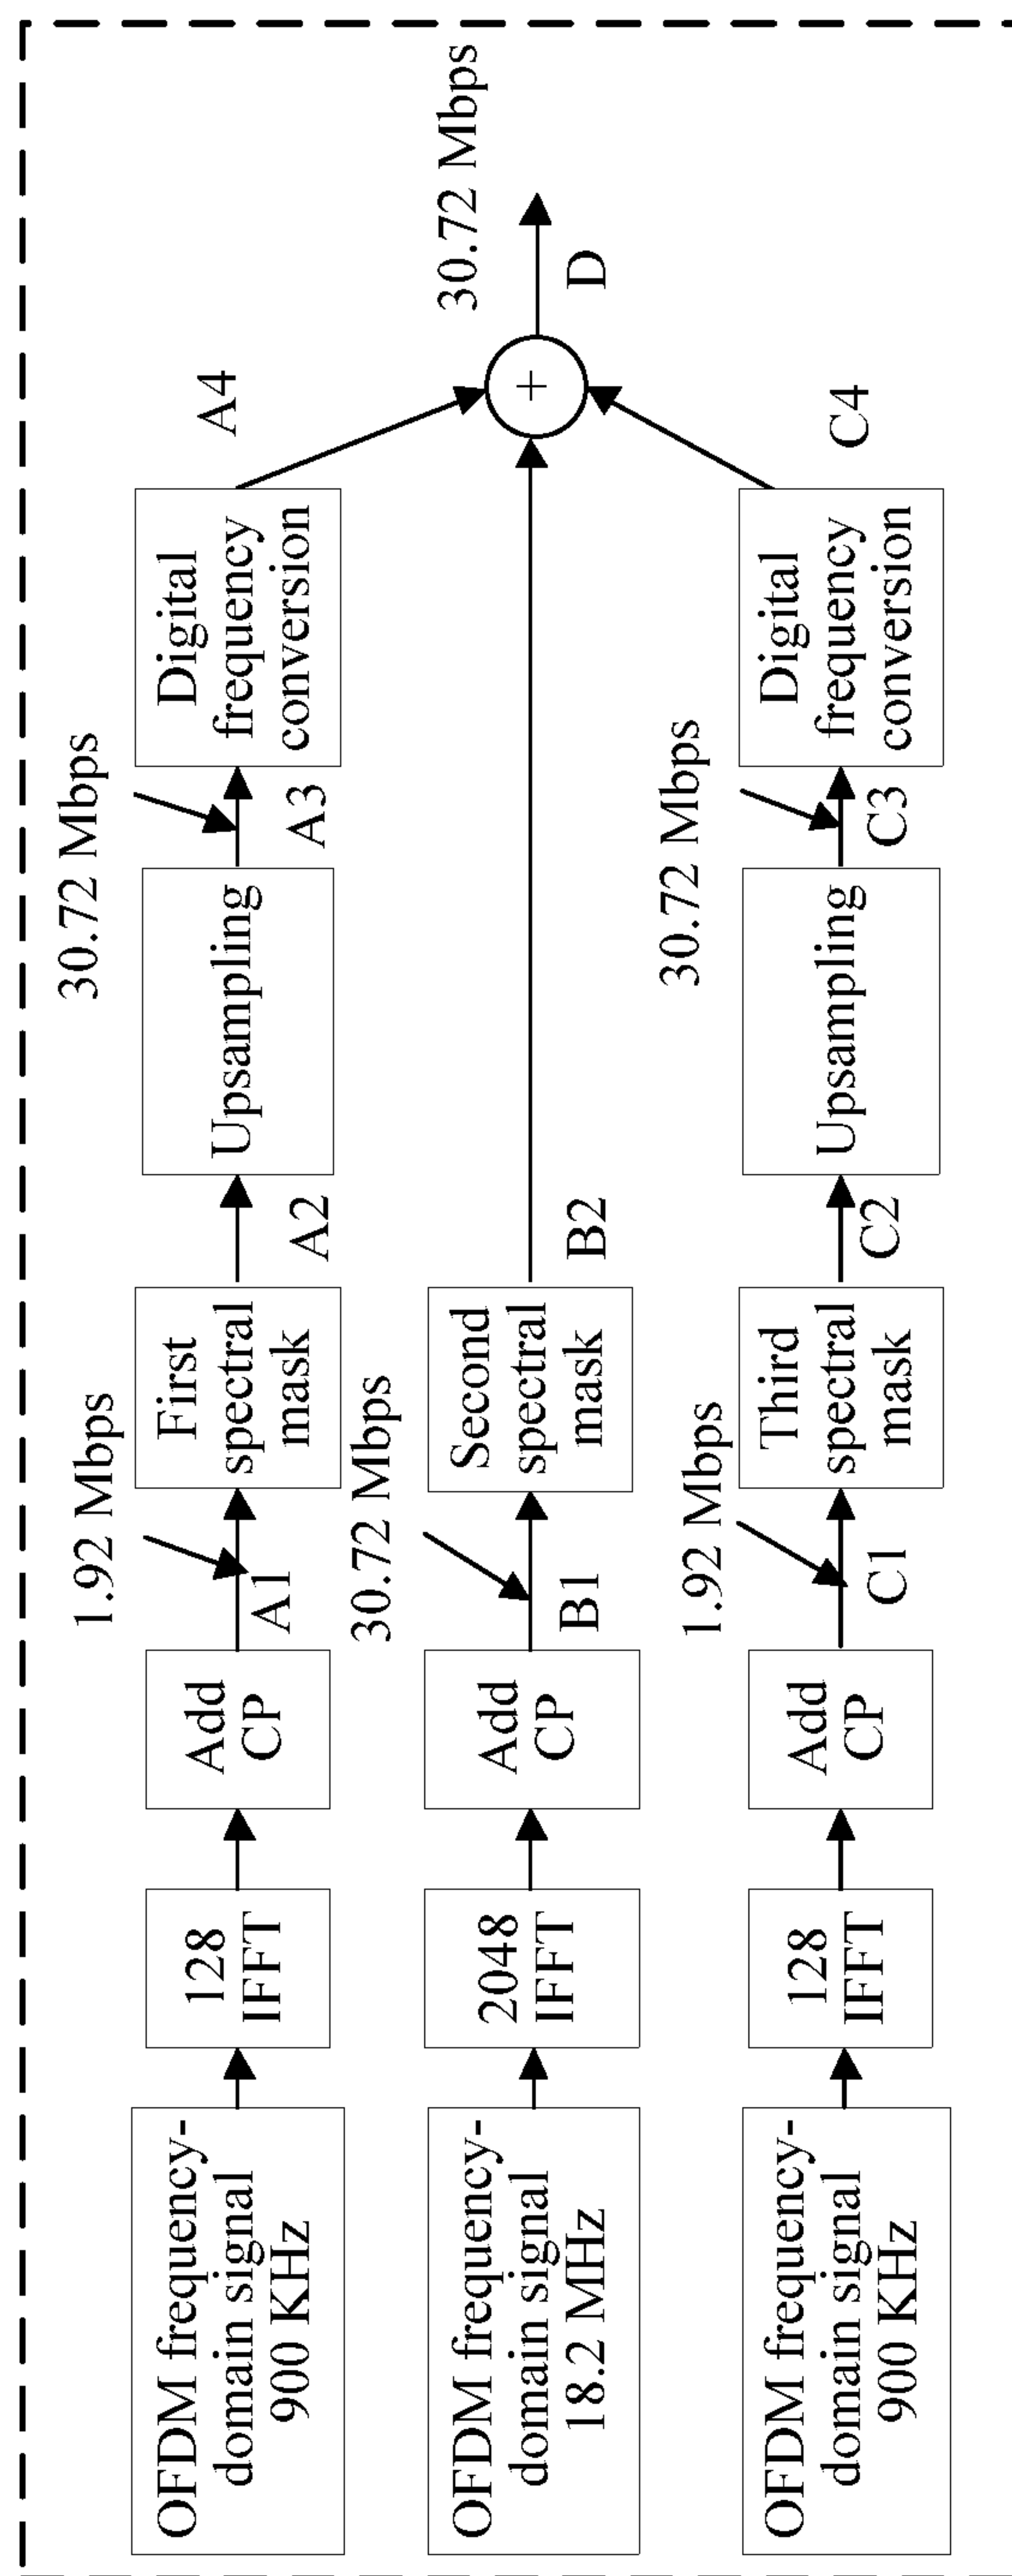 OFDM frequency-
domain signal
900 KHz
128
IFFT
Add
CP
1.92 Mbps
A1
First
spectral
mask
A2
Upsampling
30.72 Mbps
A3
Digital
frequency
conversion
A4
OFDM frequency-
domain signal
18.2 MHz
2048
IFFT
Add
CP
30.72 Mbps
B1
Second
spectral
mask
B2
+
30.72 Mbps
D
OFDM frequency-
domain signal
900 KHz
128
IFFT
Add
CP
1.92 Mbps
C1
Third
spectral
mask
C2
Upsampling
30.72 Mbps
C3
Digital
frequency
conversion
C4